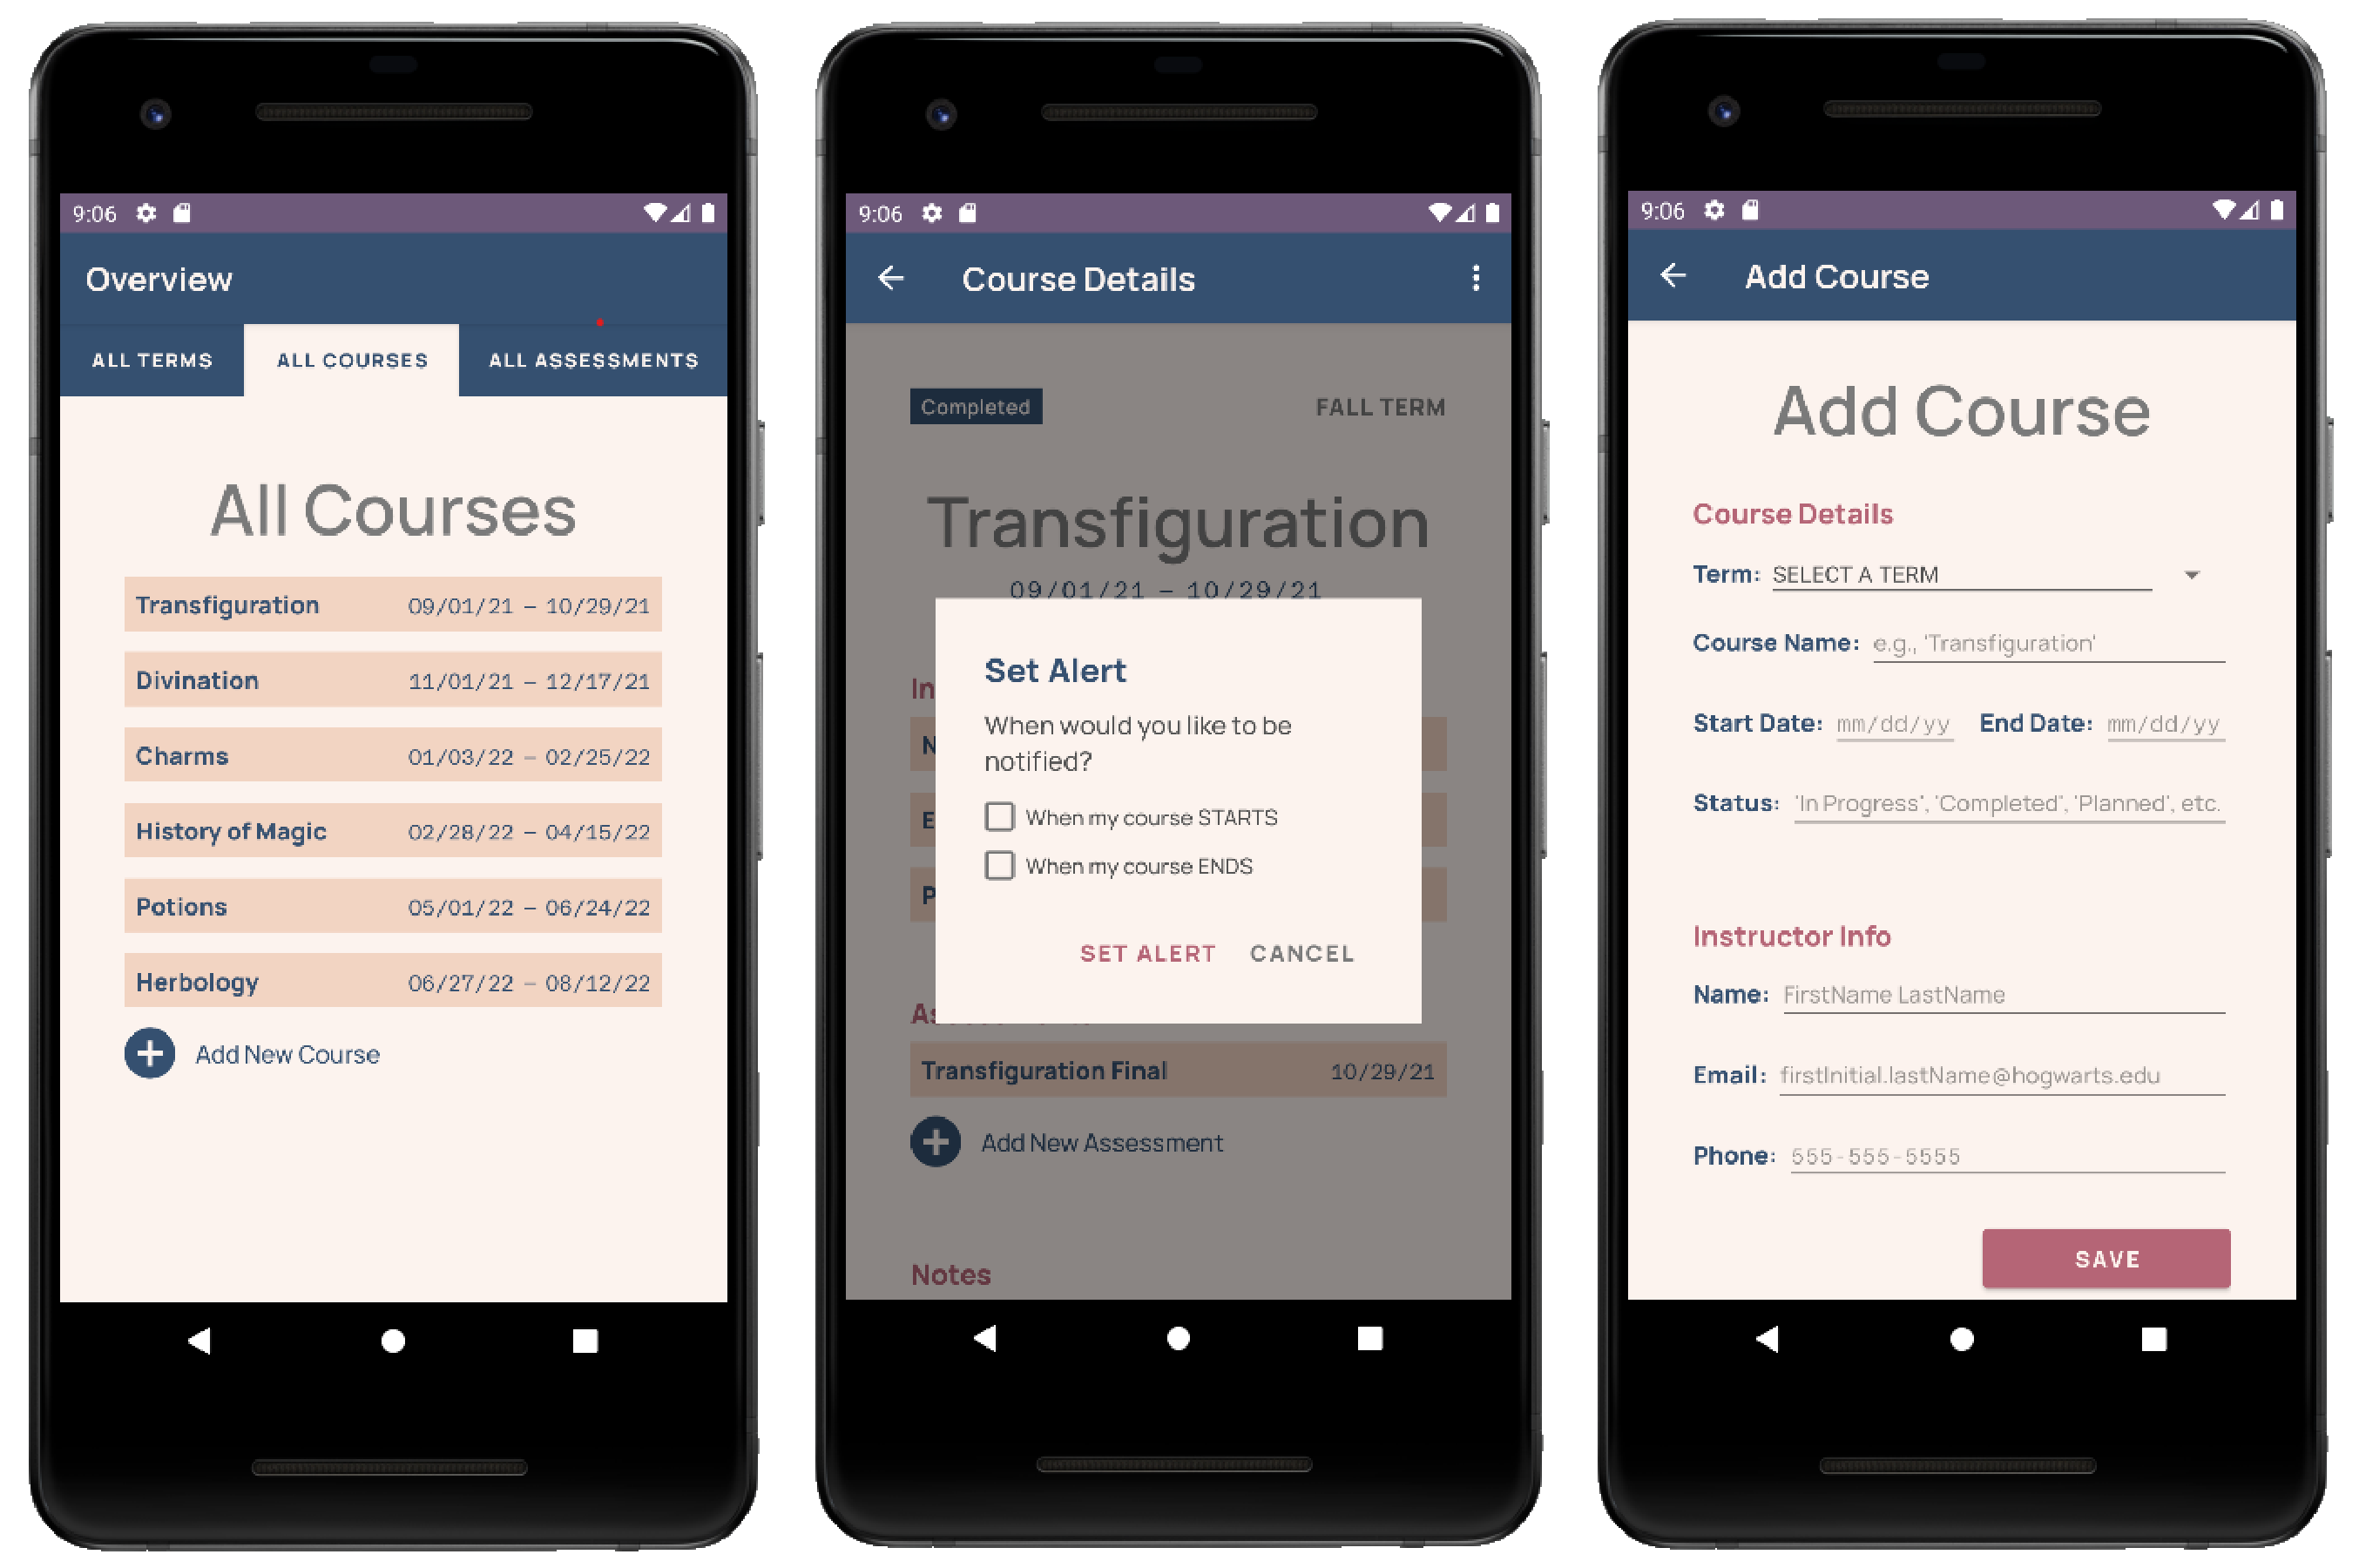 9:06
Overview
ALL TERMS ALL COURSES ALL ASSESSMENTS
All Courses
Transfiguration 09/01/21 – 10/29/21
Divination 11/01/21 – 12/17/21
Charms 01/03/22 – 02/25/22
History of Magic 02/28/22 – 04/15/22
Potions 05/01/22 – 06/24/22
Herbology 06/27/22 – 08/12/22
Add New Course
9:06
Course Details
Completed FALL TERM
Transfiguration
09/01/21 – 10/29/21
Set Alert
When would you like to be
notified?
When my course STARTS
When my course ENDS
SET ALERT CANCEL
Transfiguration Final 10/29/21
Add New Assessment
Notes
9:06
Add Course
Add Course
Course Details
Term: SELECT A TERM
Course Name: e.g., 'Transfiguration'
Start Date: mm/dd/yy End Date: mm/dd/yy
Status: 'In Progress', 'Completed', 'Planned', etc.
Instructor Info
Name: FirstName LastName
Email: firstInitial.lastName@hogwarts.edu
Phone: 555-555-5555
SAVE